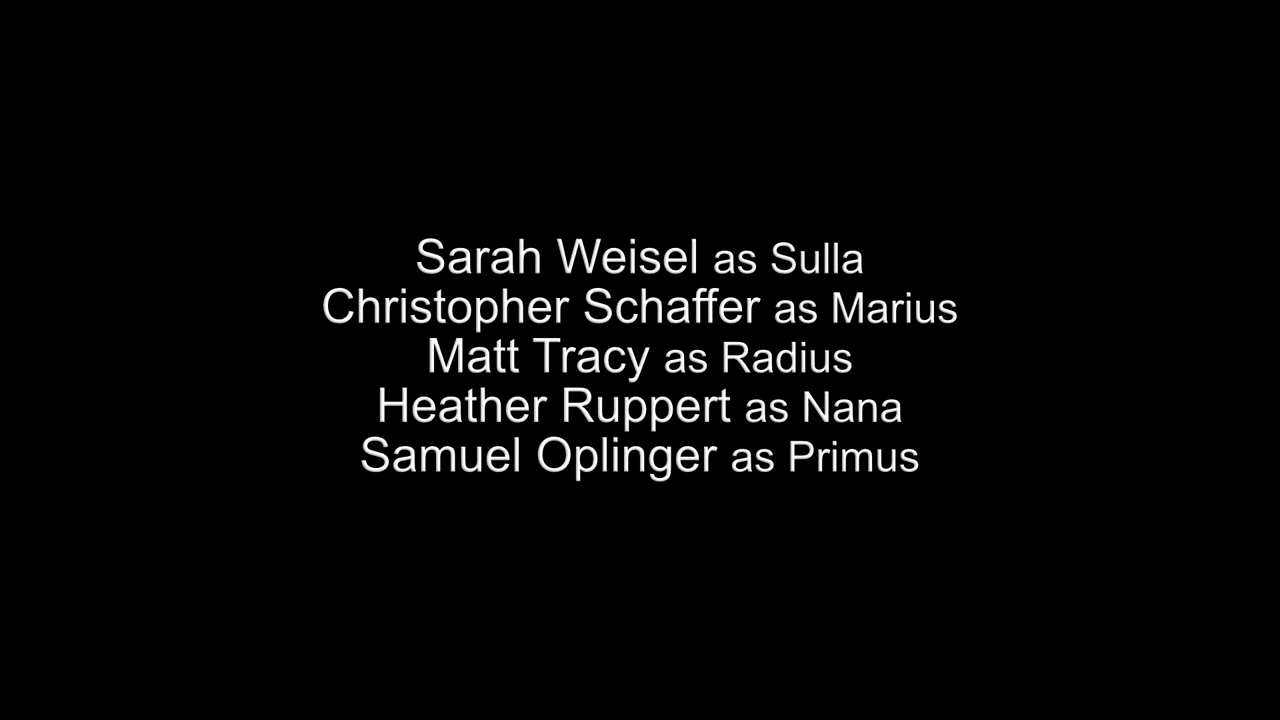 Sarah Weisel as Sulla
Christopher Schaffer as Marius
Matt Tracy as Radius
Heather Ruppert as Nana
Samuel Oplinger as Primus